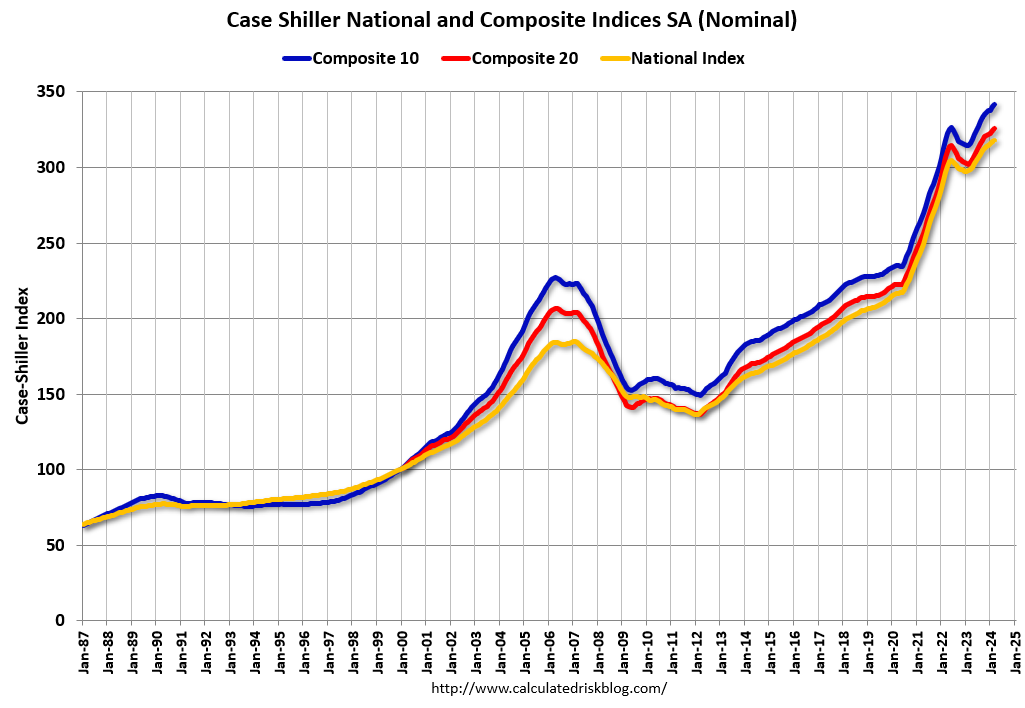 Case Shiller National and Composite Indices SA (Nominal)
Composite 10 Composite 20 National Index
Case-Shiller Index
350
300
250
200
150
100
50
0
Jan-87
Jan-88
Jan-89
Jan-90
Jan-91
Jan-92
Jan-93
Jan-94
Jan-95
Jan-96
Jan-97
Jan-98
Jan-99
Jan-00
Jan-01
Jan-02
Jan-03
Jan-04
Jan-05
Jan-06
Jan-07
Jan-08
Jan-09
Jan-10
Jan-11
Jan-12
Jan-13
Jan-14
Jan-15
Jan-16
Jan-17
Jan-18
Jan-19
Jan-20
Jan-21
Jan-22
Jan-23
Jan-24
Jan-25
http://www.calculatedriskblog.com/